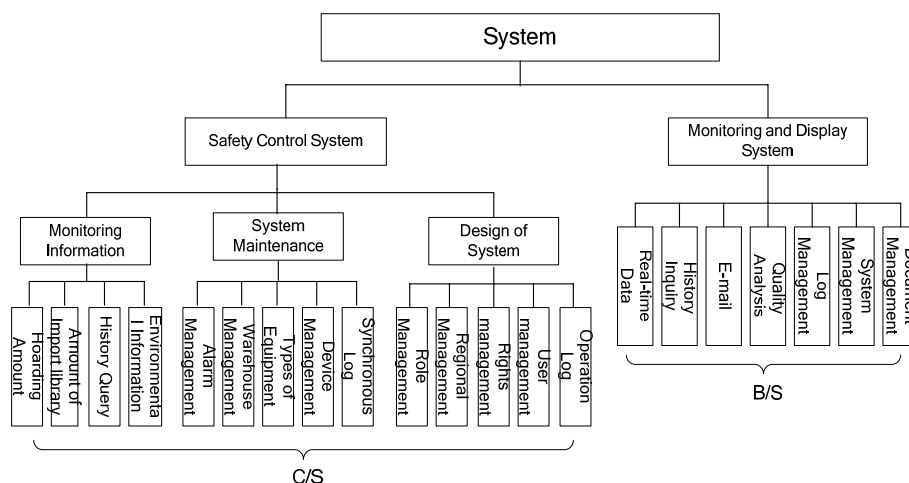 System
Safety Control System
Monitoring and Display
System
Monitoring
Information
System
Maintenance
Design of
System
Real-time
Data
History
Inquiry
E-mail
Quality
Analysis
Log
Management
System
Management
Document
Management
Hoarding
Amount
Amount of
Import library
History Query
Environmenta
l Information
Alarm
Management
Warehouse
Management
Types of
Equipment
Device
Management
Synchronous
Log
Role
Management
Regional
Management
Rights
management
User
management
Operation
Log
B/S
C/S